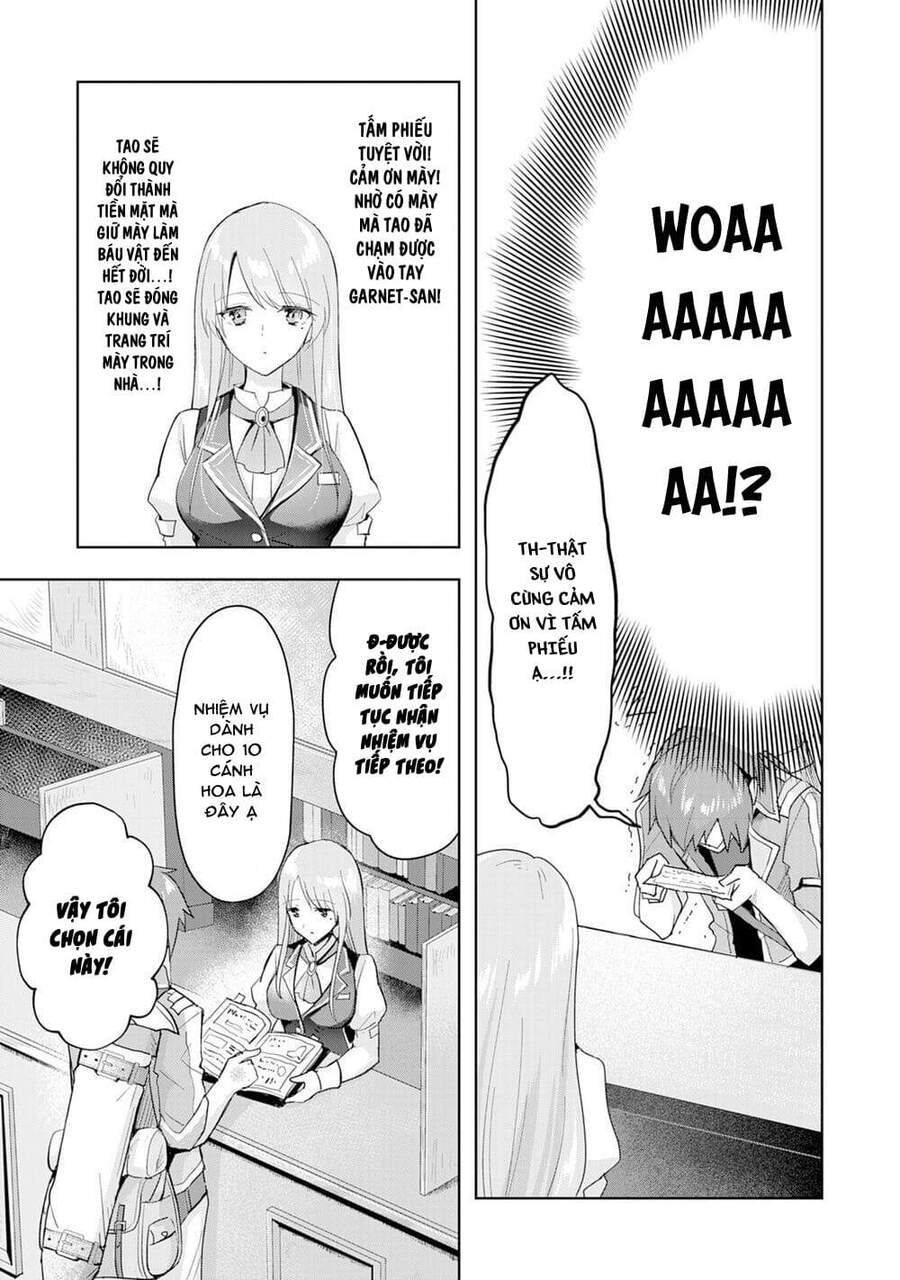 WOAA
AAAAA
AAAAA
AA!?
TH-THẬT
SỰ VÔ
CÙNG CẢM
ƠN VÌ TẤM
PHIẾU
Ạ...!!
TẤM PHIẾU
TUYỆT VỜI!
CẢM ƠN MÀY!
NHỜ CÓ MÀY
MÀ TAO ĐÃ
CHẠM ĐƯỢC
VÀO TAY
GARNET-SAN!
TAO SẼ
KHÔNG QUY
ĐỔI THÀNH
TIỀN MẶT MÀ
GIỮ MÀY LÀM
BÁU VẬT ĐẾN
HẾT ĐỜI...!
TAO SẼ ĐÓNG
KHUNG VÀ
TRANG TRÍ
MÀY TRONG
NHÀ...!
Đ-ĐƯỢC
RỒI, TÔI
MUỐN TIẾP
TỤC NHẬN
NHIỆM VỤ
TIẾP THEO!
NHIỆM VỤ
DÀNH
CHO 10
CÁNH
HOA LÀ
ĐÂY Ạ
VẬY TÔI
CHỌN CÁI
NÀY!